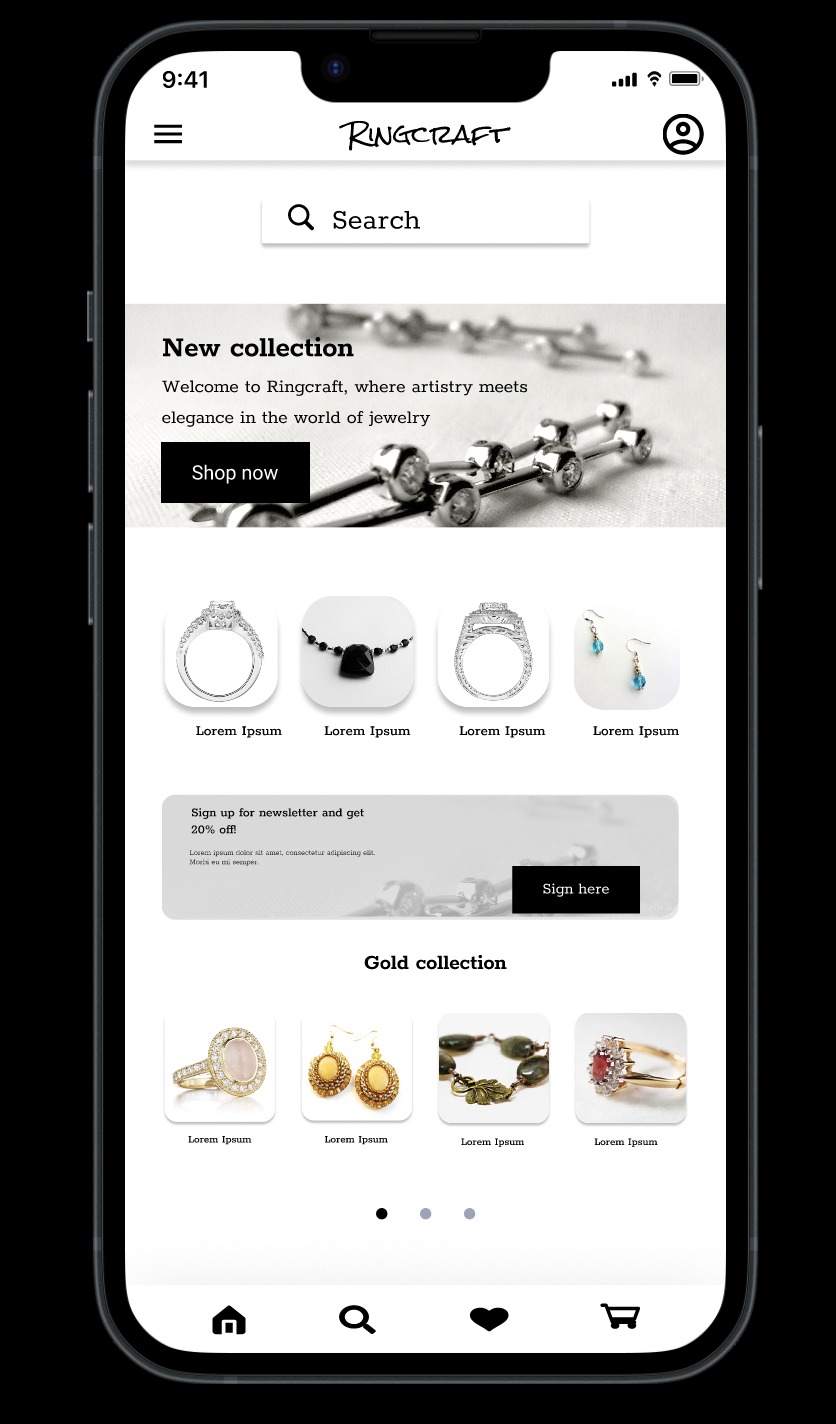 9:41
RINGCRAFT
Search
New collection
Welcome to Ringcraft, where artistry meets
elegance in the world of jewelry
Shop now
Lorem Ipsum
Lorem Ipsum
Lorem Ipsum
Lorem Ipsum
Sign up for newsletter and get
20% off!
Lorem ipsum dolor sit amet, consectetur adipiscing elit.
Morbi eu mi semper.
Sign here
Gold collection
Lorem Ipsum
Lorem Ipsum
Lorem Ipsum
Lorem Ipsum